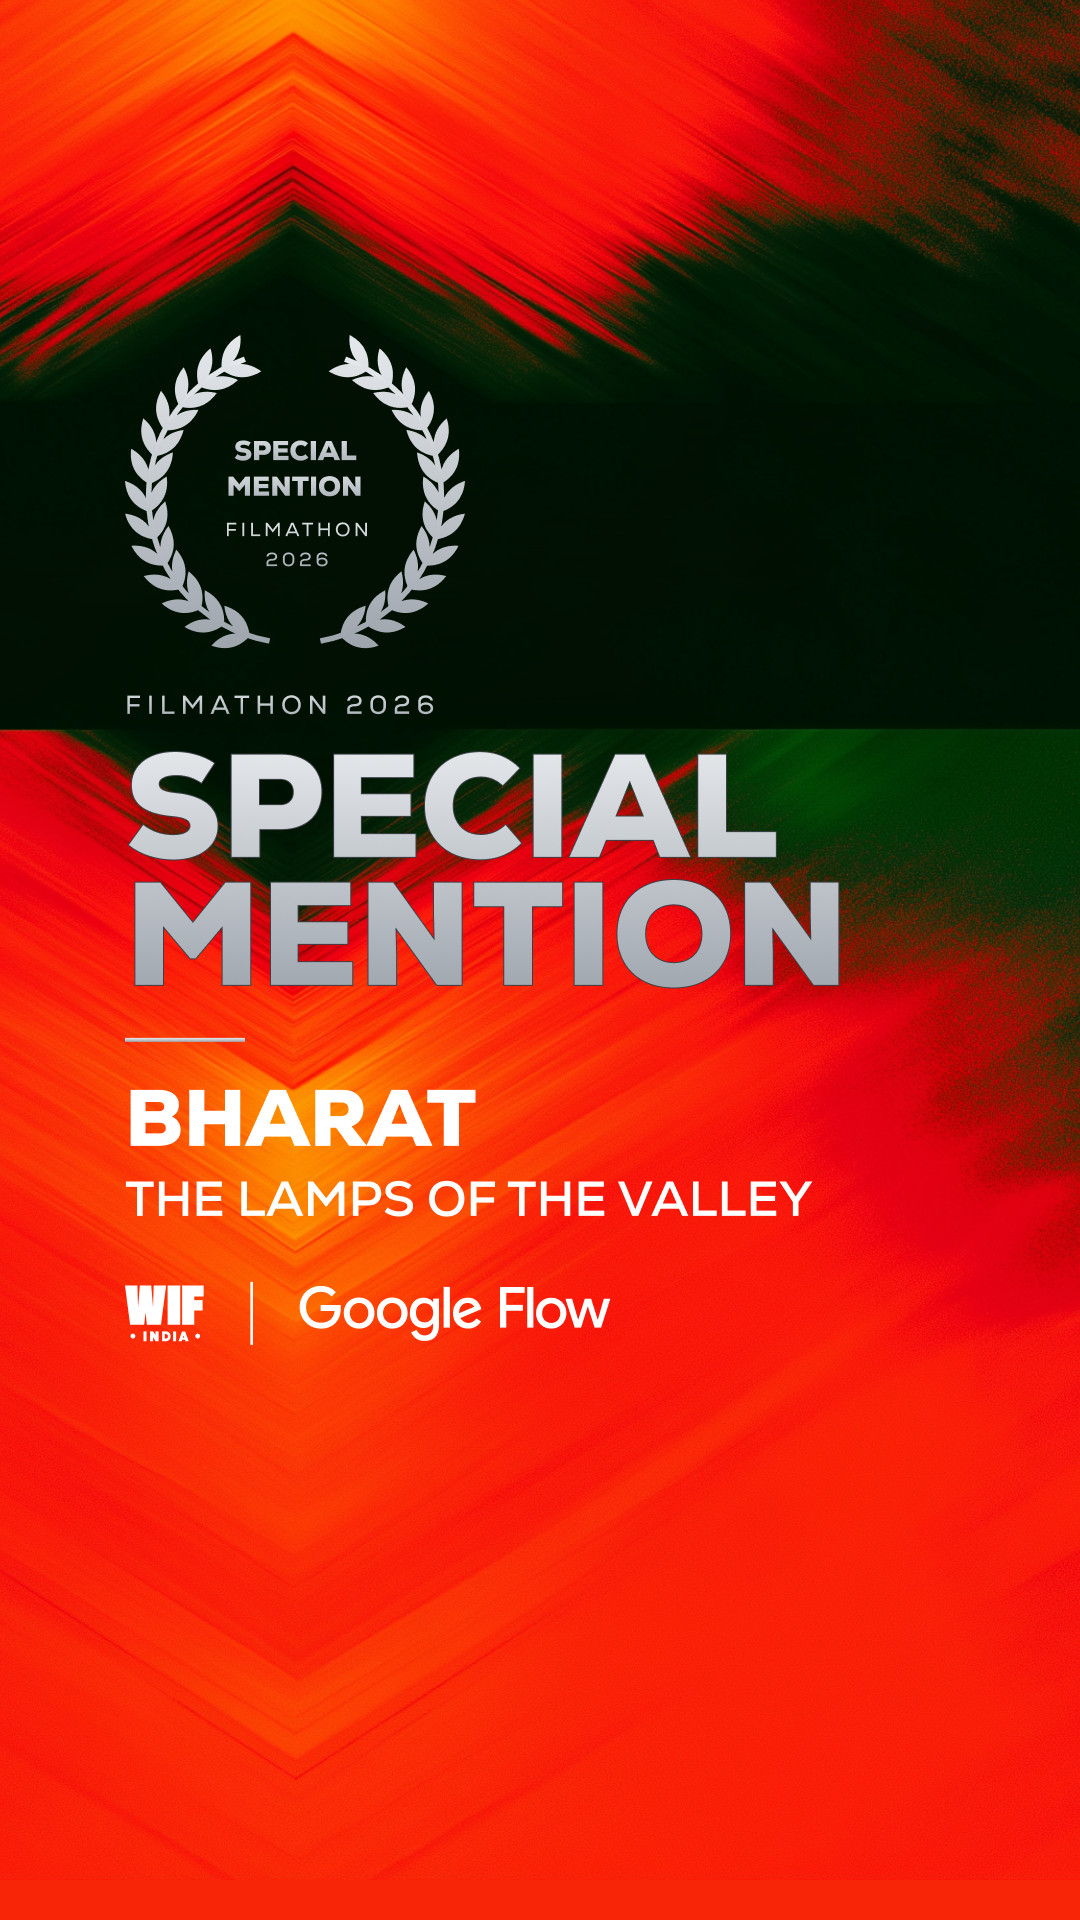 SPECIAL
MENTION
FILMATHON
2026
FILMATHON 2026
SPECIAL
MENTION
BHARAT
THE LAMPS OF THE VALLEY
WIF
• INDIA •
Google Flow